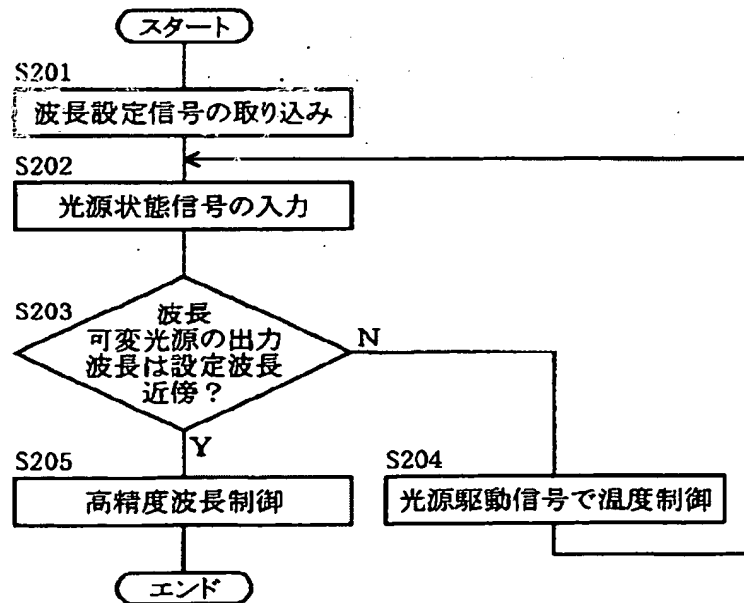 スタート
S201
波長設定信号の取り込み
S202
光源状態信号の入力
S203
波長
可変光源の出力
波長は設定波長
近傍？
N
Y
S205
高精度波長制御
S204
光源駆動信号で温度制御
エンド